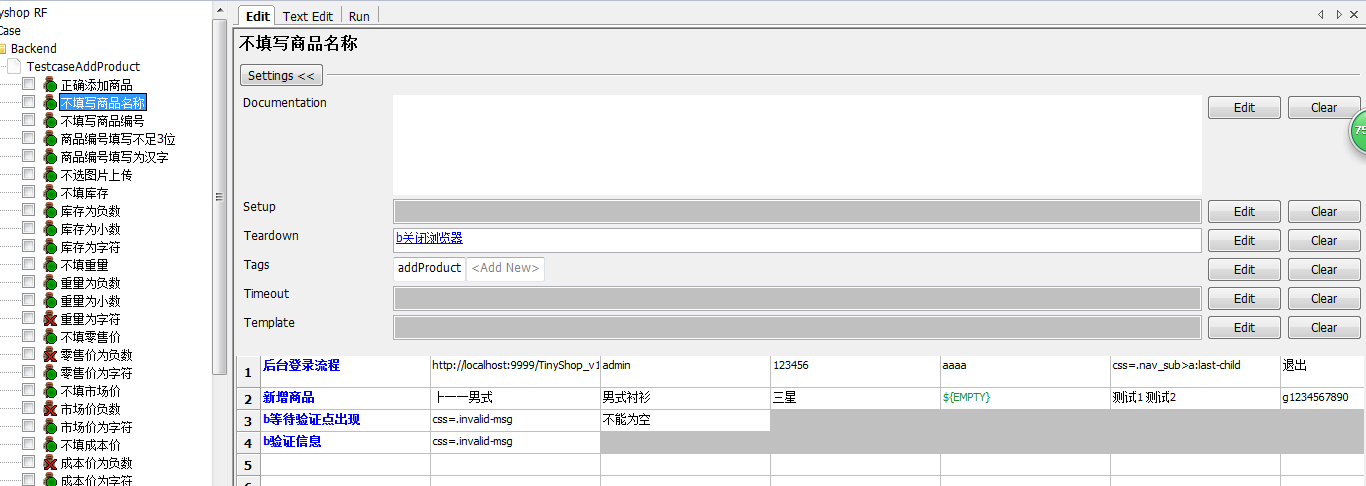 yshop RF
Case
Backend
TestcaseAddProduct
正确添加商品
不填写商品名称
不填写商品编号
商品编号填写不足3位
商品编号填写为汉字
不选图片上传
不填库存
库存为负数
库存为小数
库存为字符
不填重量
重量为负数
重量为小数
重量为字符
不填零售价
零售价为负数
零售价为字符
不填市场价
市场价负数
市场价为字符
不填成本价
成本价为负数
成本价为字符
Edit Text Edit Run
不填写商品名称
Settings <<
Documentation Edit Clear
75
Setup Edit Clear
Teardown b关闭浏览器 Edit Clear
Tags addProduct <Add New> Edit Clear
Timeout Edit Clear
Template Edit Clear
1 后台登录流程 http://localhost:9999/TinyShop_v1 admin 123456 aaaa css=.nav_sub>a:last-child 退出
2 新增商品 ├一一男式 男式衬衫 三星 ${EMPTY} 测试1 测试2 g1234567890
3 b等待验证点出现 css=.invalid-msg 不能为空
4 b验证信息 css=.invalid-msg
5